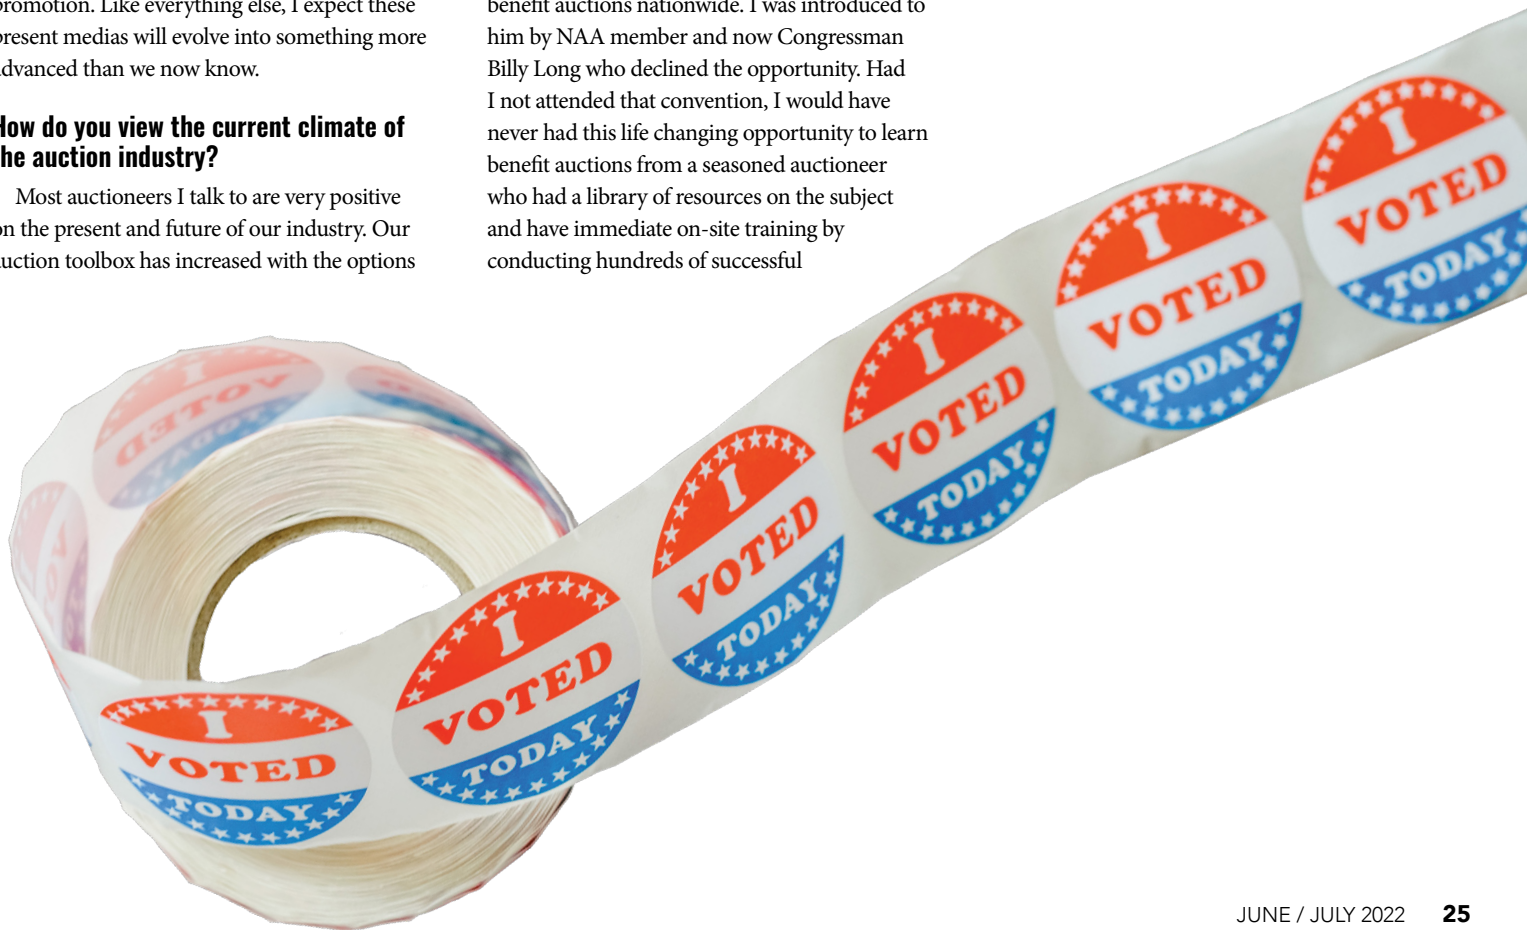 promotion. Like everything else, I expect these
present medias will evolve into something more
advanced than we now know.
How do you view the current climate of
the auction industry?
Most auctioneers I talk to are very positive
on the present and future of our industry. Our
auction toolbox has increased with the options
benefit auctions nationwide. I was introduced to
him by NAA member and now Congressman
Billy Long who declined the opportunity. Had
I not attended that convention, I would have
never had this life changing opportunity to learn
benefit auctions from a seasoned auctioneer
who had a library of resources on the subject
and have immediate on-site training by
conducting hundreds of successful
I
VOTED
TODAY
I
VOTED
TODAY
I
VOTED
TODAY
I
VOTED
TODAY
I
VOTED
TODAY
I
VOTED
TODAY
I
VOTED
TODAY
JUNE / JULY 2022 25